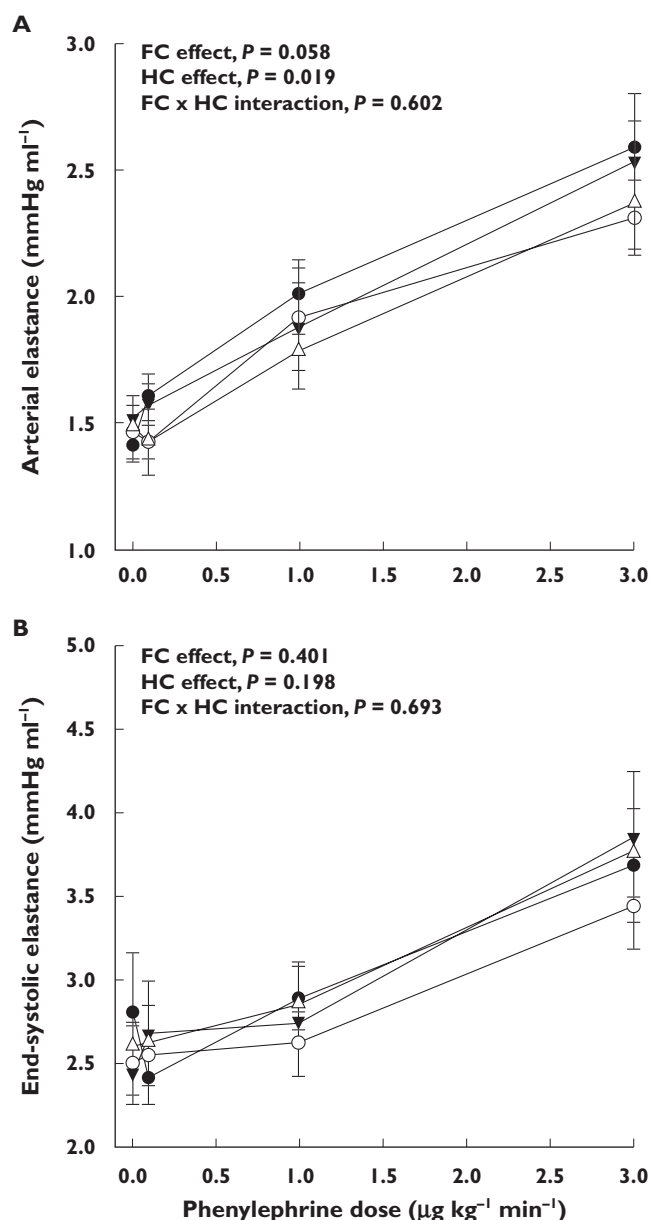 A
FC effect, P = 0.058
HC effect, P = 0.019
FC x HC interaction, P = 0.602
Arterial elastance (mmHg ml⁻¹)
3.0
2.5
2.0
1.5
1.0
0.0 0.5 1.0 1.5 2.0 2.5 3.0
B
FC effect, P = 0.401
HC effect, P = 0.198
FC x HC interaction, P = 0.693
End-systolic elastance (mmHg ml⁻¹)
5.0
4.5
4.0
3.5
3.0
2.5
2.0
0.0 0.5 1.0 1.5 2.0 2.5 3.0
Phenylephrine dose (µg kg⁻¹ min⁻¹)